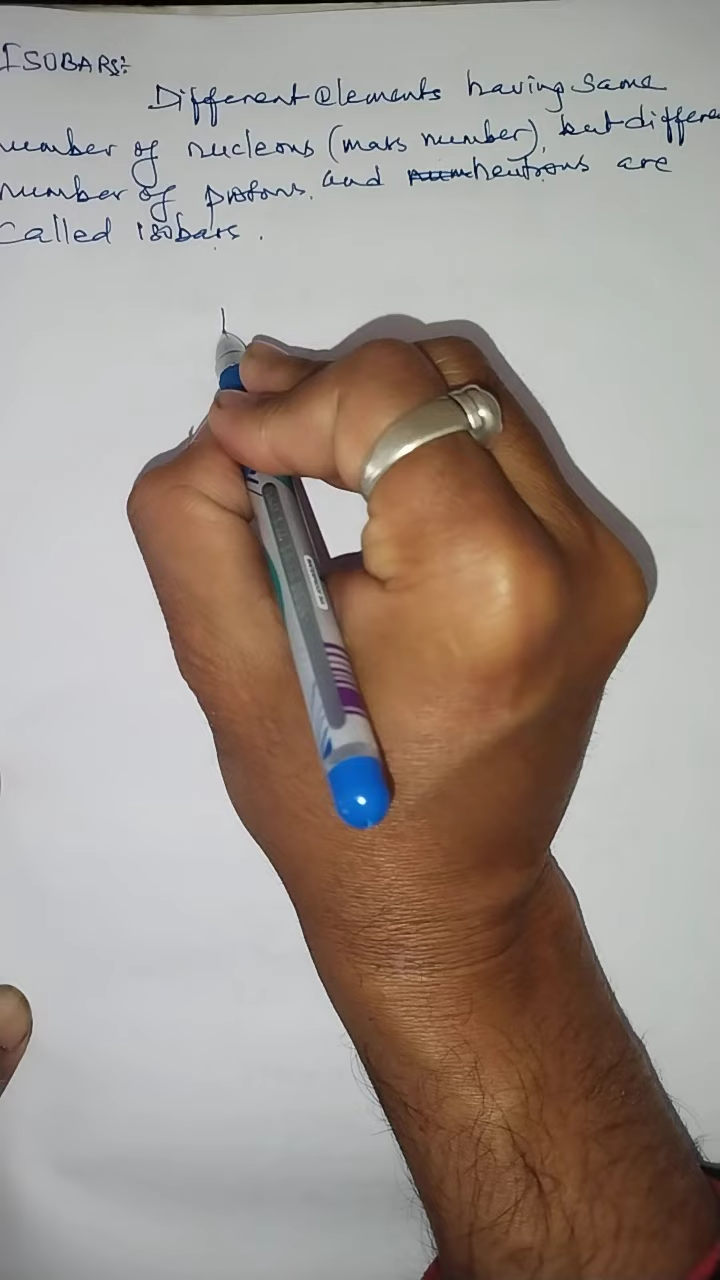 ISOBARS:-
Different elements having same
number of nucleons (mass number), but differe
number of protons. and neutrons are
called isobars.